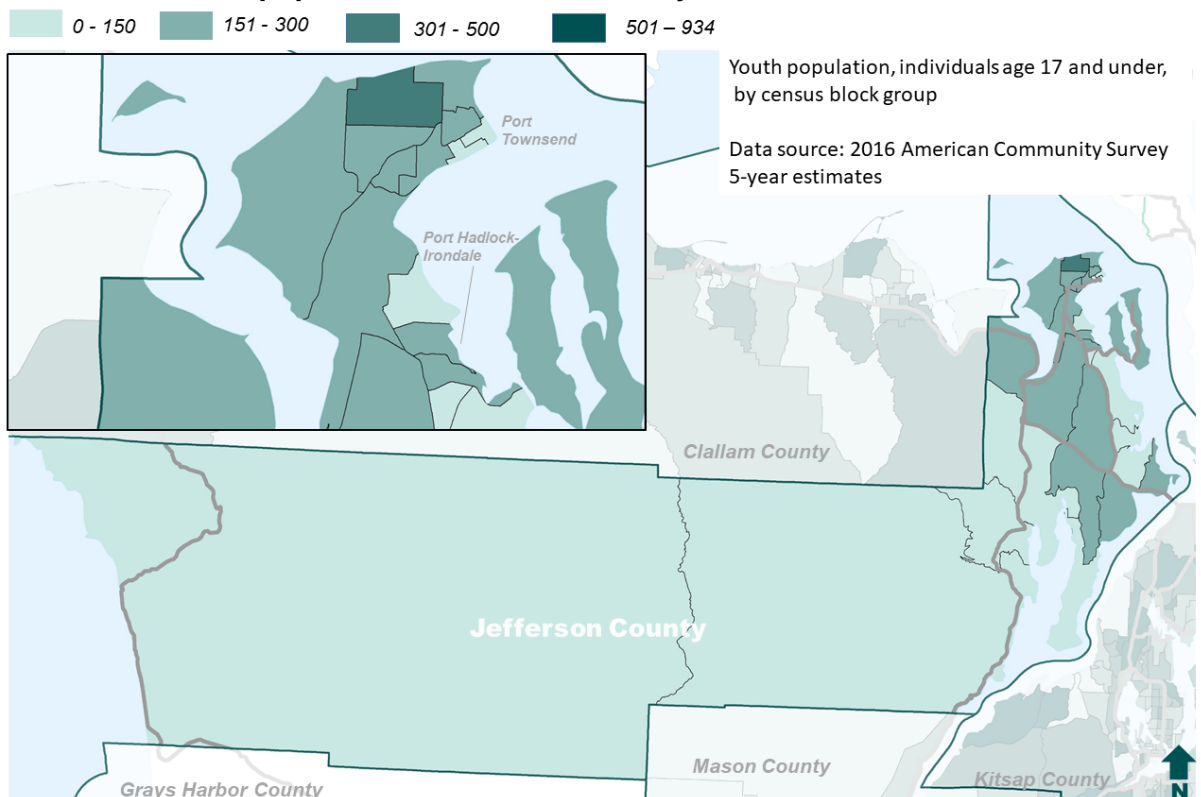 0 - 150
151 - 300
301 - 500
501 – 934
Youth population, individuals age 17 and under,
by census block group
Data source: 2016 American Community Survey
5-year estimates
Port
Townsend
Port Hadlock-
Irondale
Clallam County
Jefferson County
Mason County
Kitsap County
Grays Harbor County
N